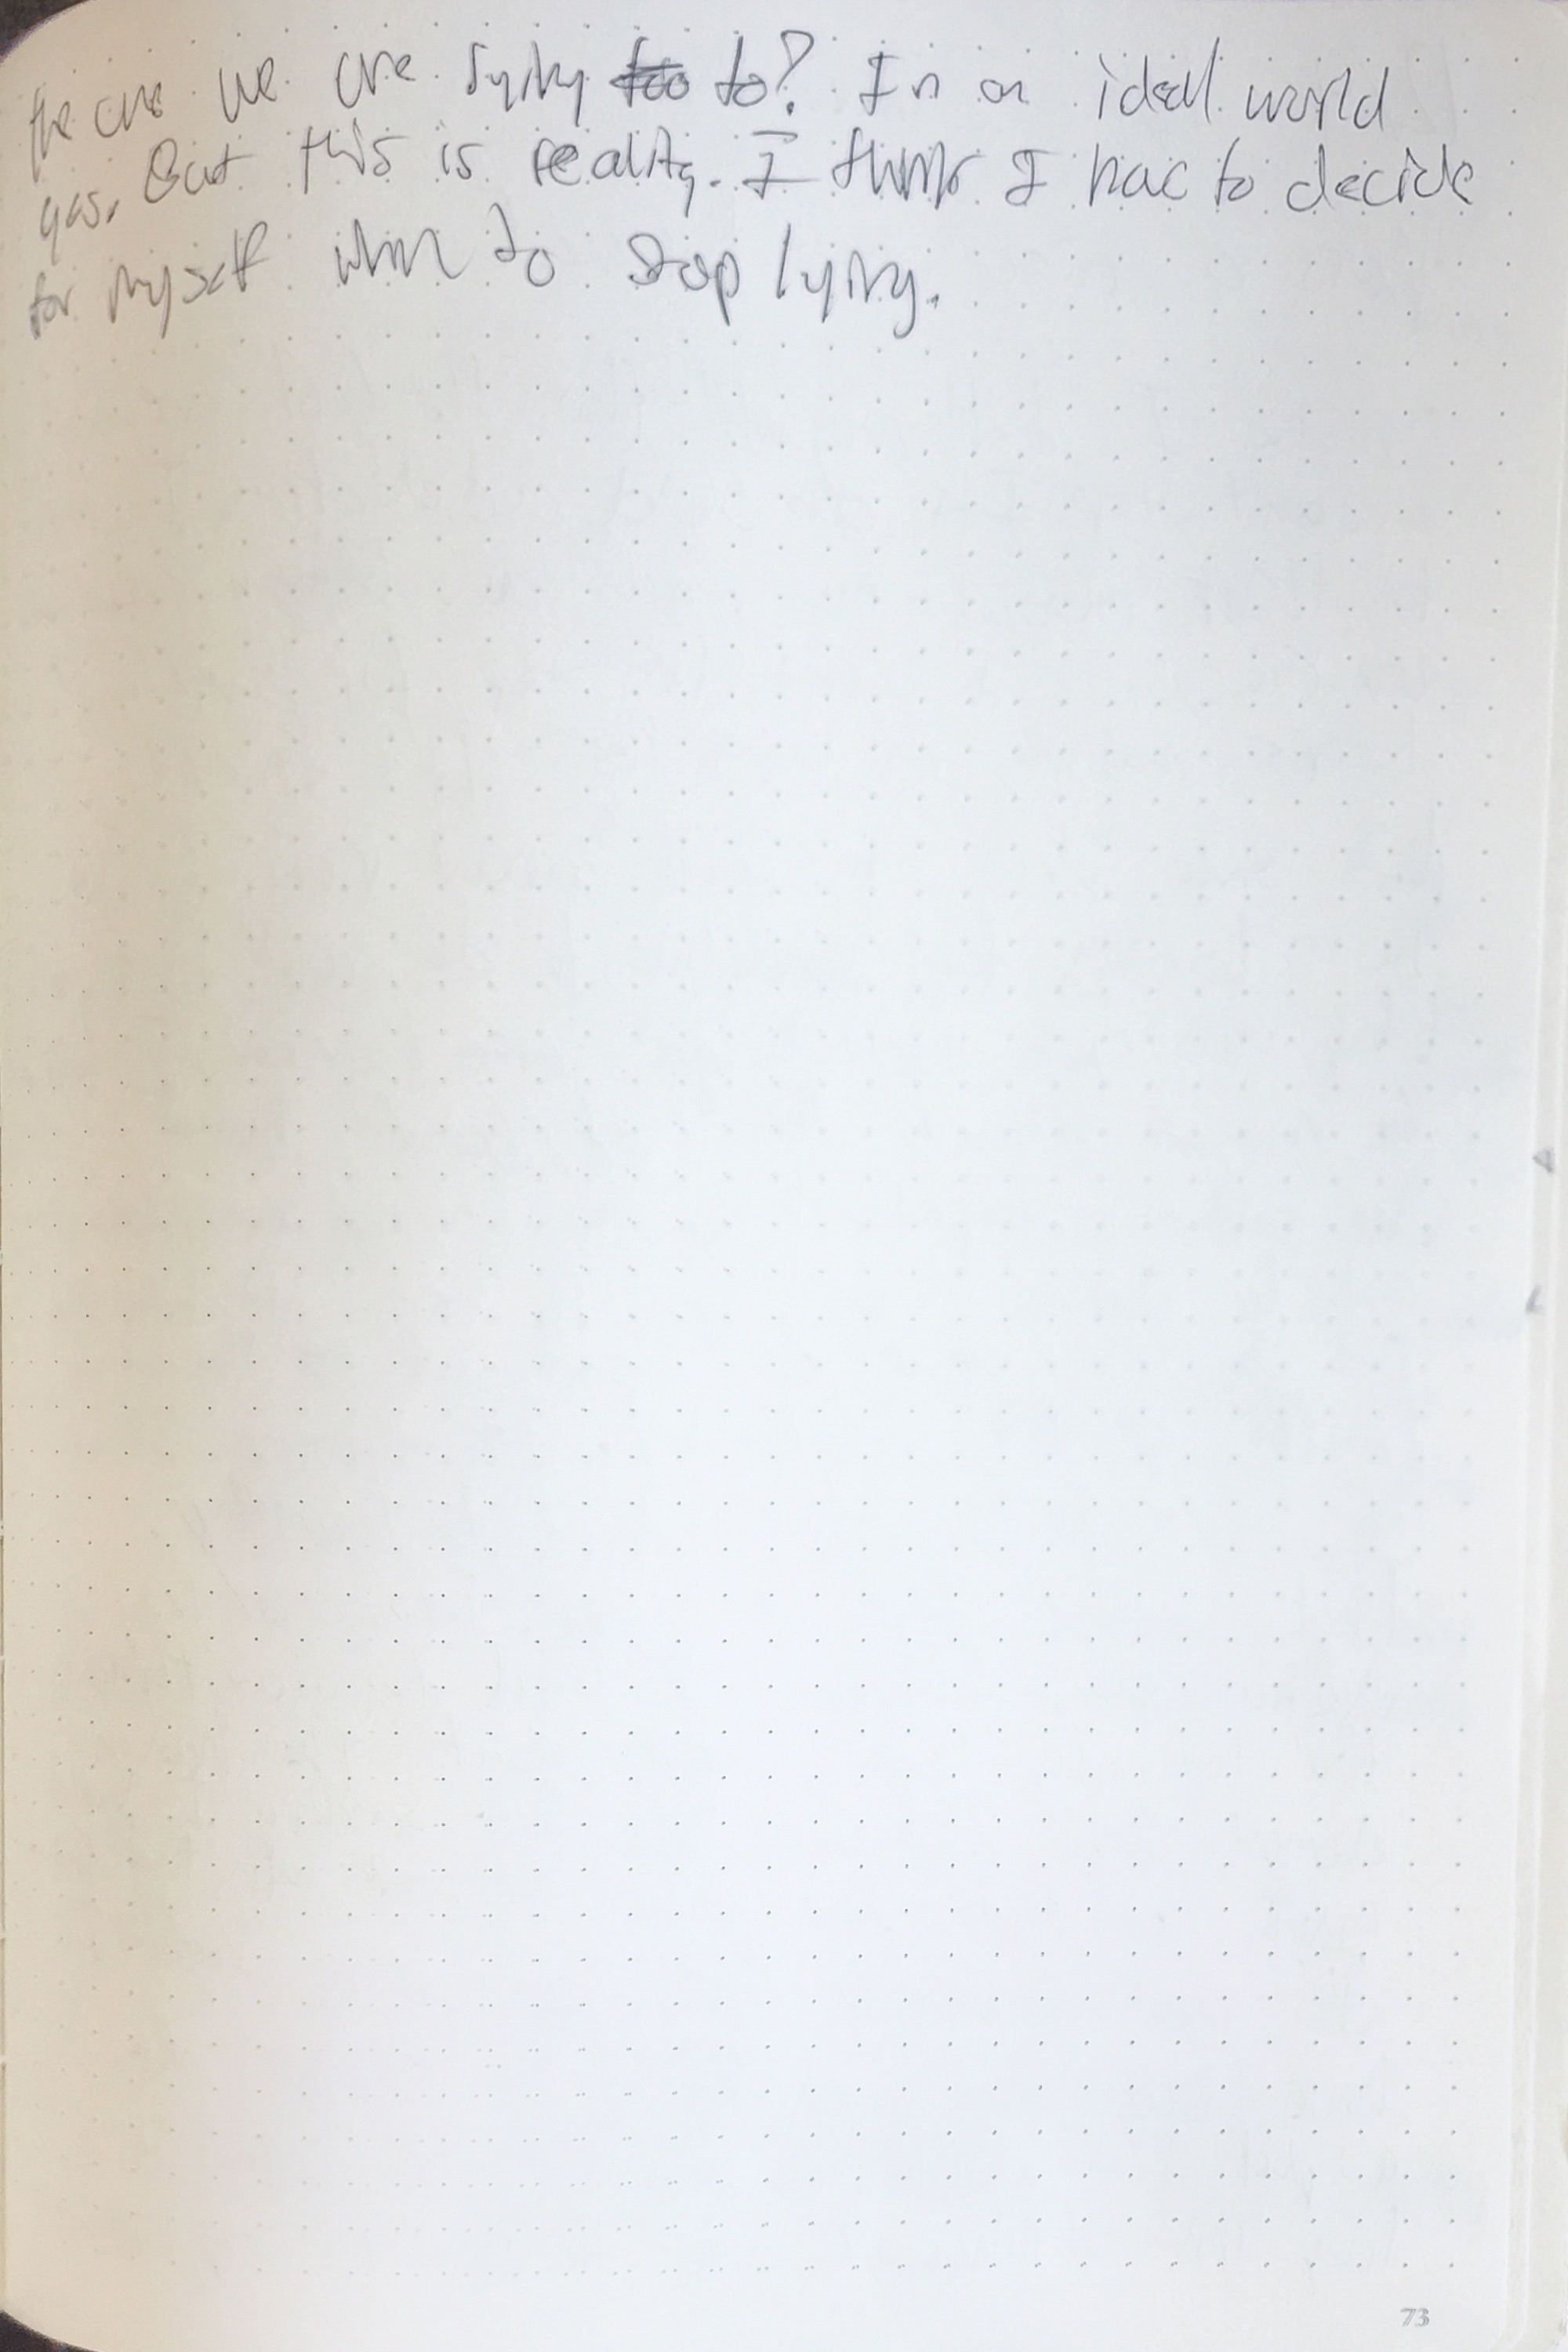 the one we are lying too to? In an ideal world
yes. But this is reality. I think I have to decide
for myself when to stop lying.
73